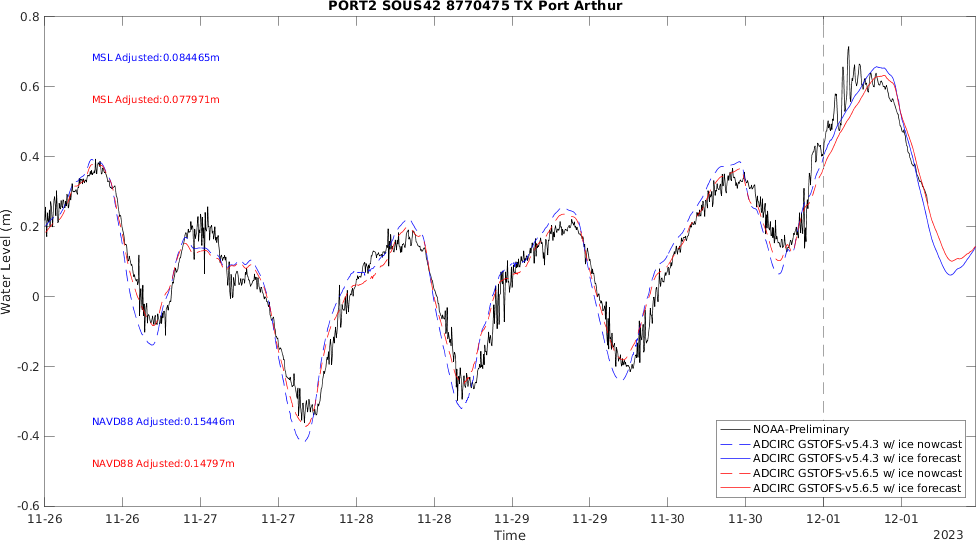 PORT2 SOUS42 8770475 TX Port Arthur
0.8
MSL Adjusted:0.084465m
0.6
MSL Adjusted:0.077971m
0.4
0.2
Water Level (m)
0
-0.2
-0.4
NAVD88 Adjusted:0.15446m
NAVD88 Adjusted:0.14797m
NOAA-Preliminary
ADCIRC GSTOFS-v5.4.3 w/ ice nowcast
ADCIRC GSTOFS-v5.4.3 w/ ice forecast
ADCIRC GSTOFS-v5.6.5 w/ ice nowcast
ADCIRC GSTOFS-v5.6.5 w/ ice forecast
-0.6
11-26 11-26 11-27 11-27 11-28 11-28 11-29 11-29 11-30 11-30 12-01 12-01
Time
2023